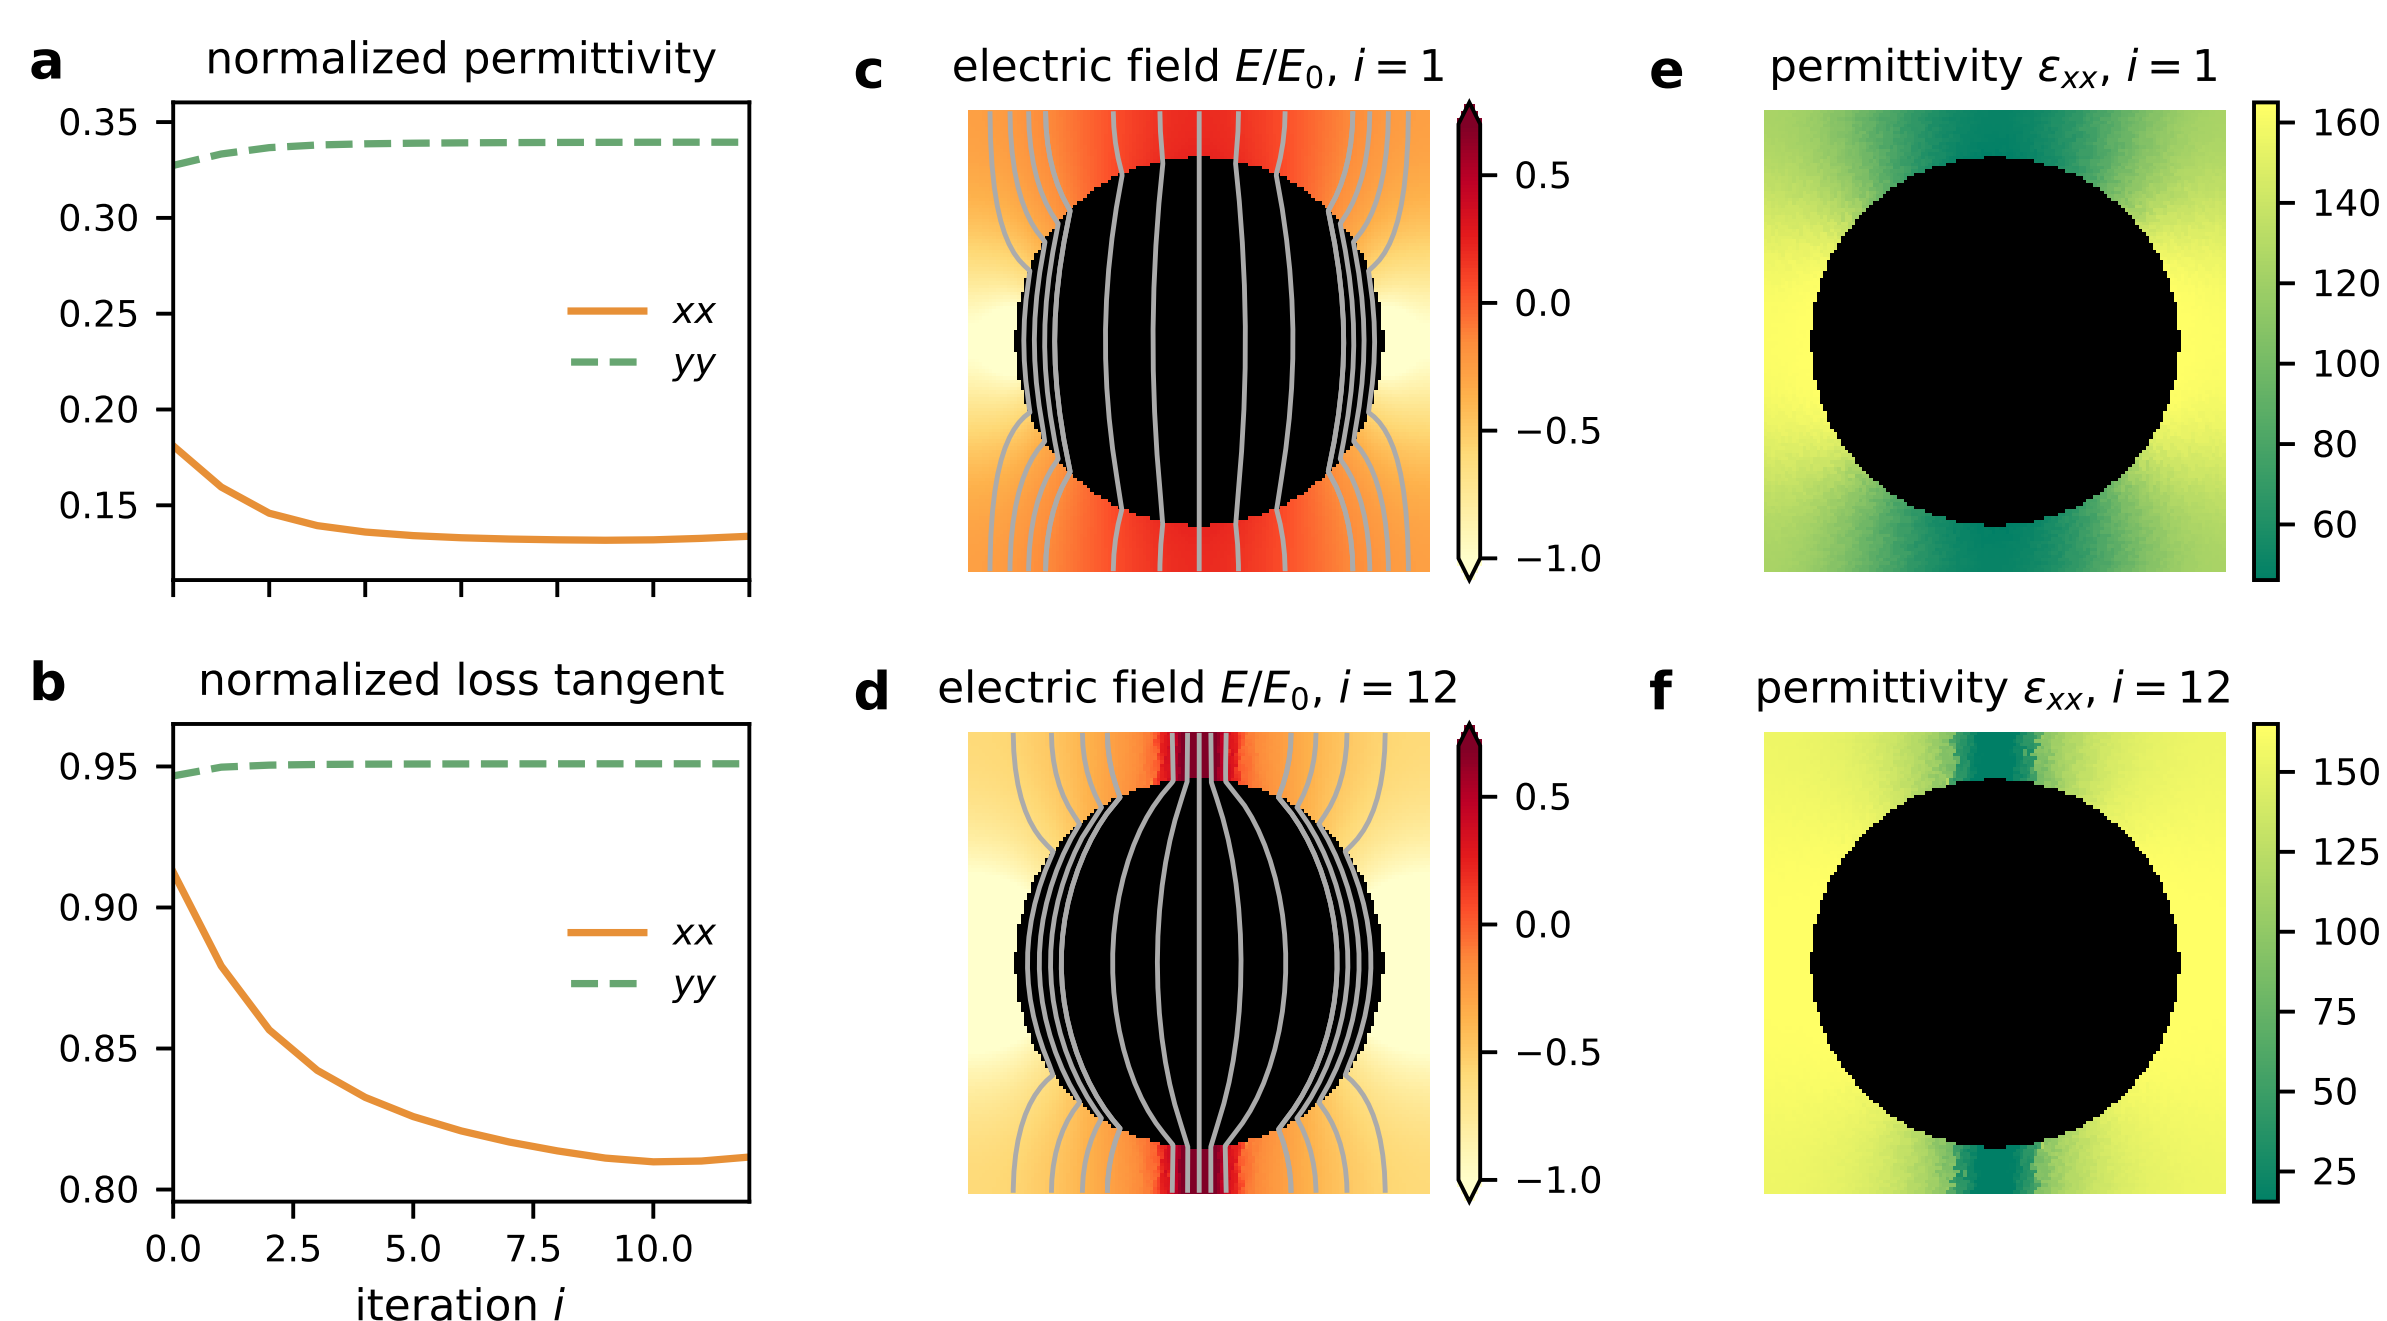 a normalized permittivity
0.35
0.30
0.25
0.20
0.15
xx
yy
b normalized loss tangent
0.95
0.90
0.85
0.80
xx
yy
0.0 2.5 5.0 7.5 10.0
iteration i
c electric field E/E₀, i = 1
0.5
0.0
−0.5
−1.0
d electric field E/E₀, i = 12
0.5
0.0
−0.5
−1.0
e permittivity εₓₓ, i = 1
160
140
120
100
80
60
f permittivity εₓₓ, i = 12
150
125
100
75
50
25